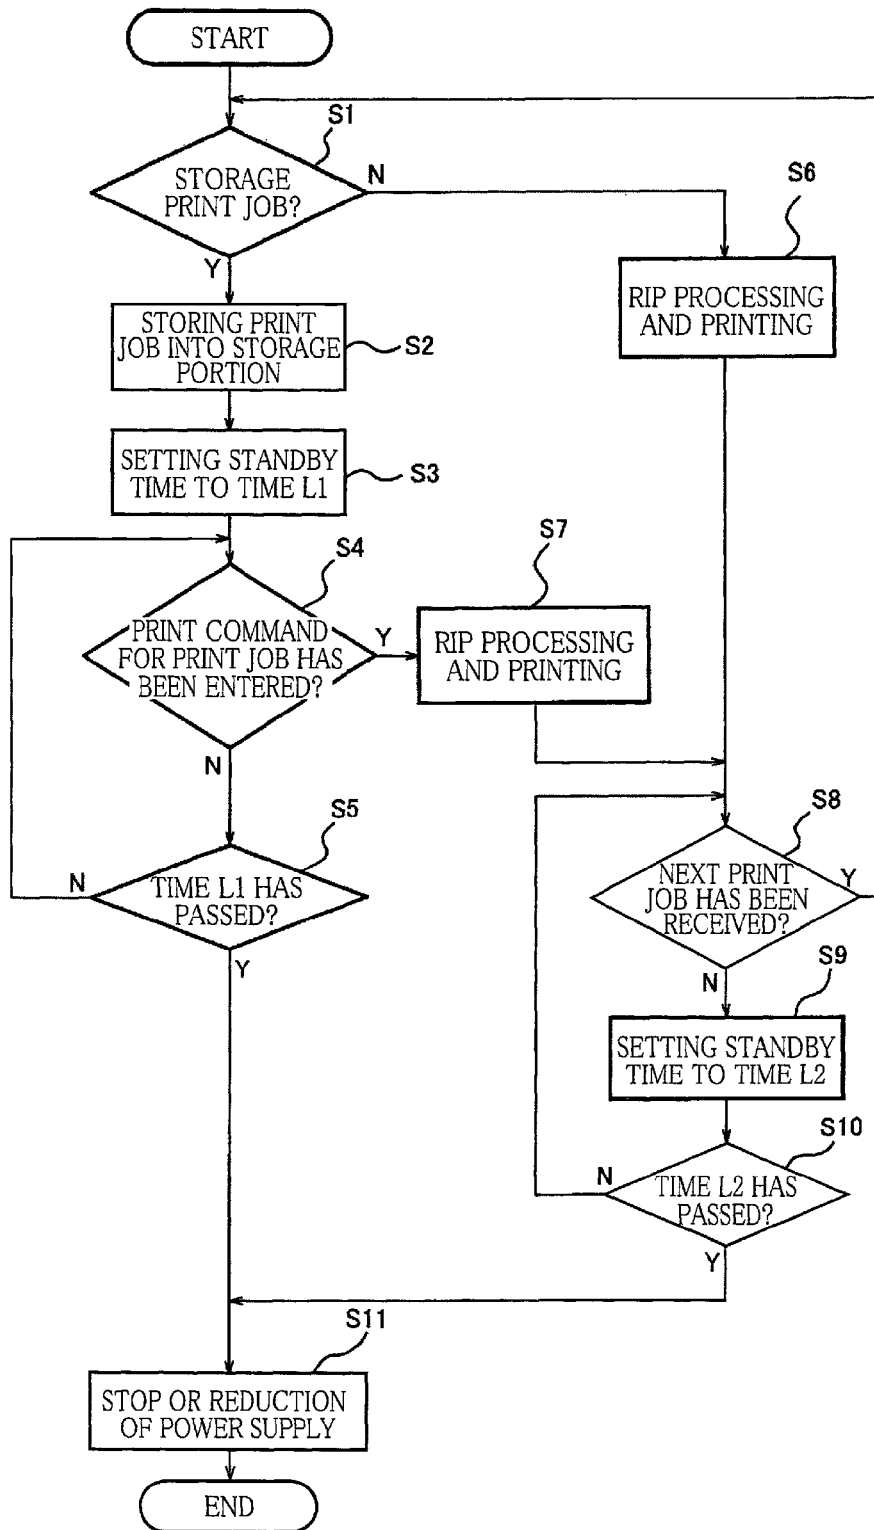 START
S1
STORAGE
PRINT JOB?
N
Y
S6
RIP PROCESSING
AND PRINTING
STORING PRINT
JOB INTO STORAGE
PORTION
S2
SETTING STANDBY
TIME TO TIME L1
S3
S4
PRINT COMMAND
FOR PRINT JOB HAS
BEEN ENTERED?
Y
N
S7
RIP PROCESSING
AND PRINTING
S5
TIME L1 HAS
PASSED?
N
Y
S8
NEXT PRINT
JOB HAS BEEN
RECEIVED?
Y
N
S9
SETTING STANDBY
TIME TO TIME L2
S10
TIME L2 HAS
PASSED?
N
Y
S11
STOP OR REDUCTION
OF POWER SUPPLY
END